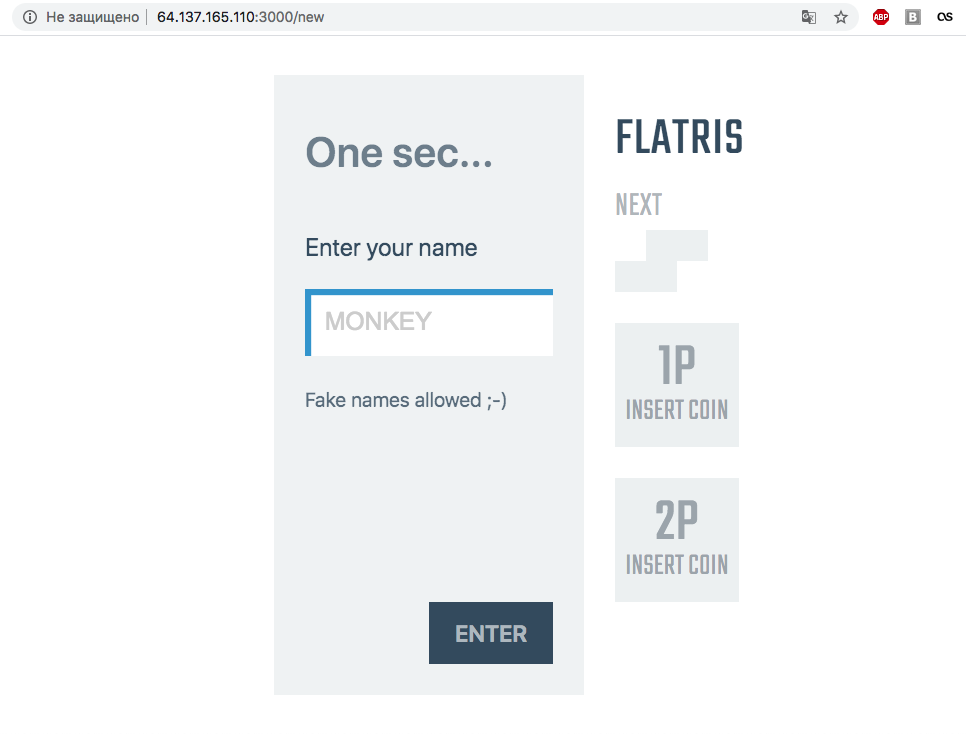 Не защищено 64.137.165.110:3000/new
ABP
B
One sec...
Enter your name
MONKEY
Fake names allowed ;-)
ENTER
FLATRIS
NEXT
1P
INSERT COIN
2P
INSERT COIN